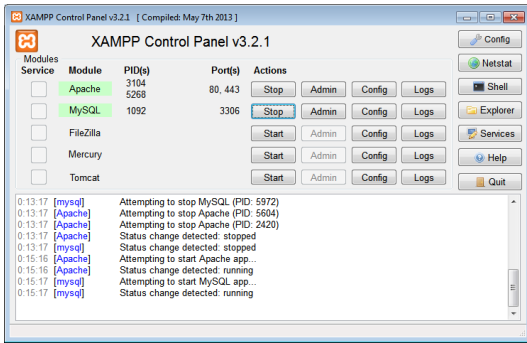 XAMPP Control Panel v3.2.1 [ Compiled: May 7th 2013 ]
XAMPP Control Panel v3.2.1
Config
Modules
Service Module PID(s) Port(s) Actions
Netstat
Apache 3104 5268 80, 443 Stop Admin Config Logs
Shell
MySQL 1092 3306 Stop Admin Config Logs
Explorer
FileZilla Start Admin Config Logs
Services
Mercury Start Admin Config Logs
Help
Tomcat Start Admin Config Logs
Quit
0:13:17 [mysql] Attempting to stop MySQL (PID: 5972)
0:13:17 [Apache] Attempting to stop Apache (PID: 5604)
0:13:17 [Apache] Attempting to stop Apache (PID: 2420)
0:13:17 [Apache] Status change detected: stopped
0:13:17 [mysql] Status change detected: stopped
0:15:16 [Apache] Attempting to start Apache app...
0:15:16 [Apache] Status change detected: running
0:15:17 [mysql] Attempting to start MySQL app...
0:15:17 [mysql] Status change detected: running